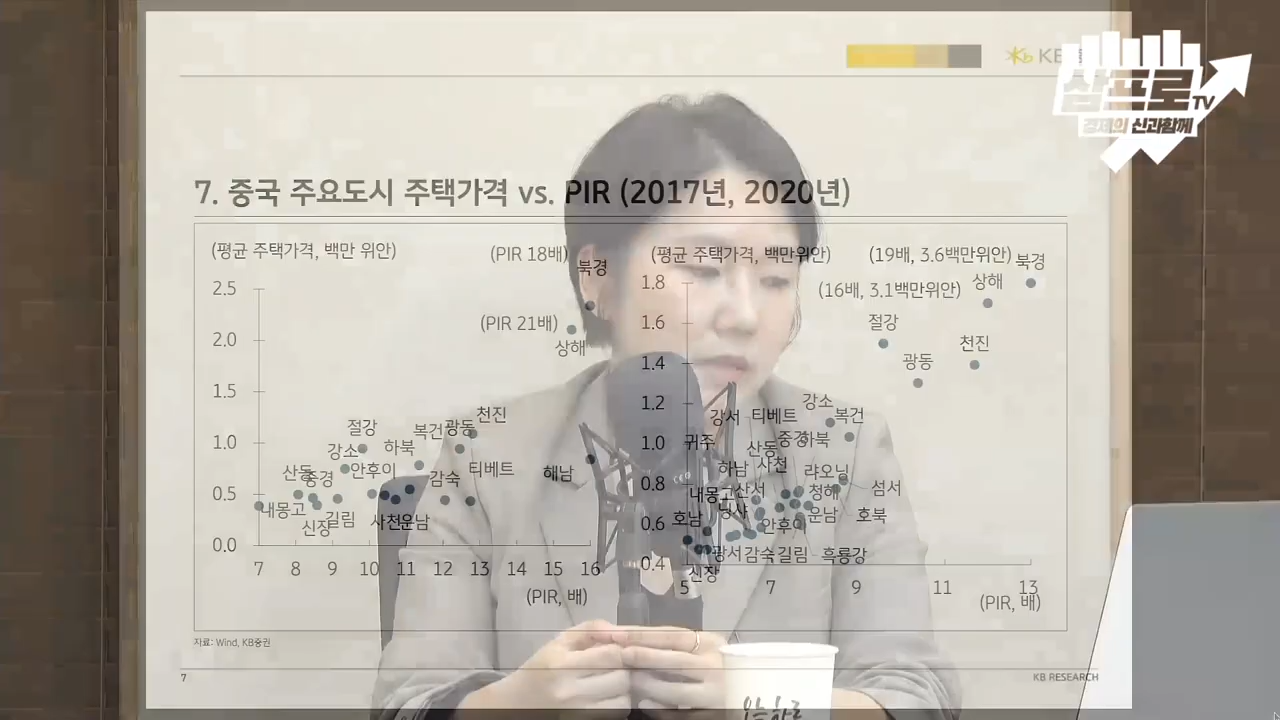 KB
삼프로TV
경제의 신과함께
7. 중국 주요도시 주택가격 vs. PIR (2017년, 2020년)
(평균 주택가격, 백만 위안)
2.5
2.0
1.5
1.0
0.5
0.0
7 8 9 10 11 12 13 14 15 16
(PIR, 배)
(PIR 18배)
북경
(PIR 21배)
상해
천진
절강
복건
광동
강소
하북
산동
중경
안후이
감숙
티베트
해남
내몽고
신장
길림
사천
운남
(평균 주택가격, 백만위안)
1.8
1.6
1.4
1.2
1.0
0.8
0.6
0.4
5 7 9 11 13
(PIR, 배)
(19배, 3.6백만위안)
북경
(16배, 3.1백만위안)
상해
절강
천진
광동
강소
강서
티베트
복건
귀주
산동
중경
하북
하남
사천
랴오닝
내몽고
산서
청해
섬서
호남
닝샤
안후이
운남
호북
광서
감숙
길림
흑룡강
신장
자료: Wind, KB증권
7
KB RESEARCH
오늘하루